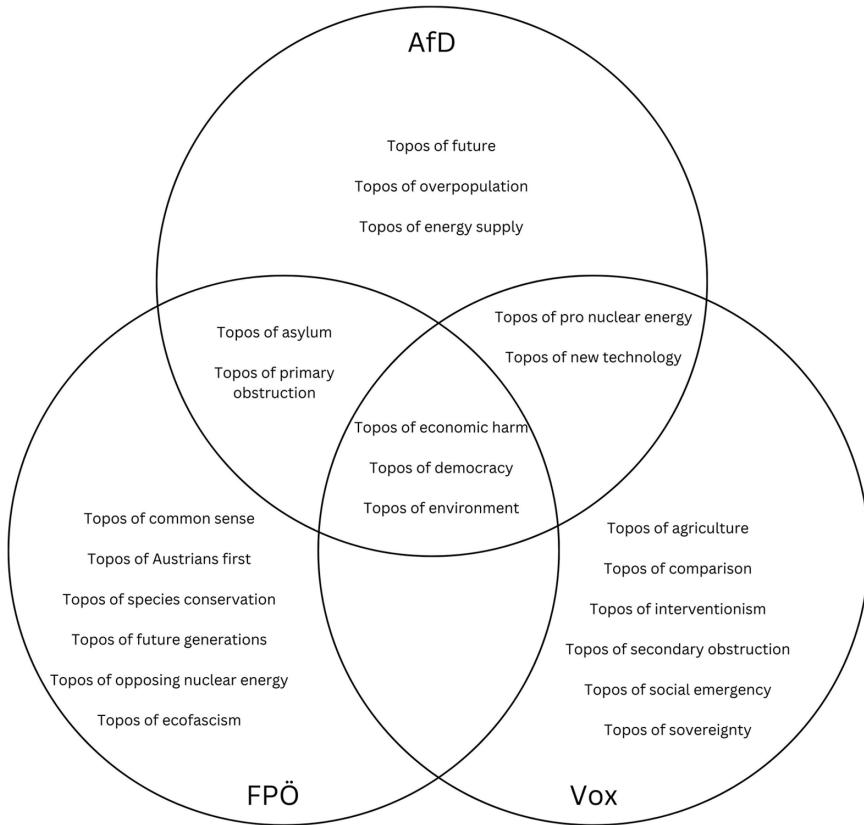 AfD
Topos of future
Topos of overpopulation
Topos of energy supply
Topos of asylum
Topos of primary
obstruction
Topos of pro nuclear energy
Topos of new technology
Topos of economic harm
Topos of democracy
Topos of environment
Topos of common sense
Topos of Austrians first
Topos of species conservation
Topos of future generations
Topos of opposing nuclear energy
Topos of ecofascism
Topos of agriculture
Topos of comparison
Topos of interventionism
Topos of secondary obstruction
Topos of social emergency
Topos of sovereignty
FPÖ
Vox